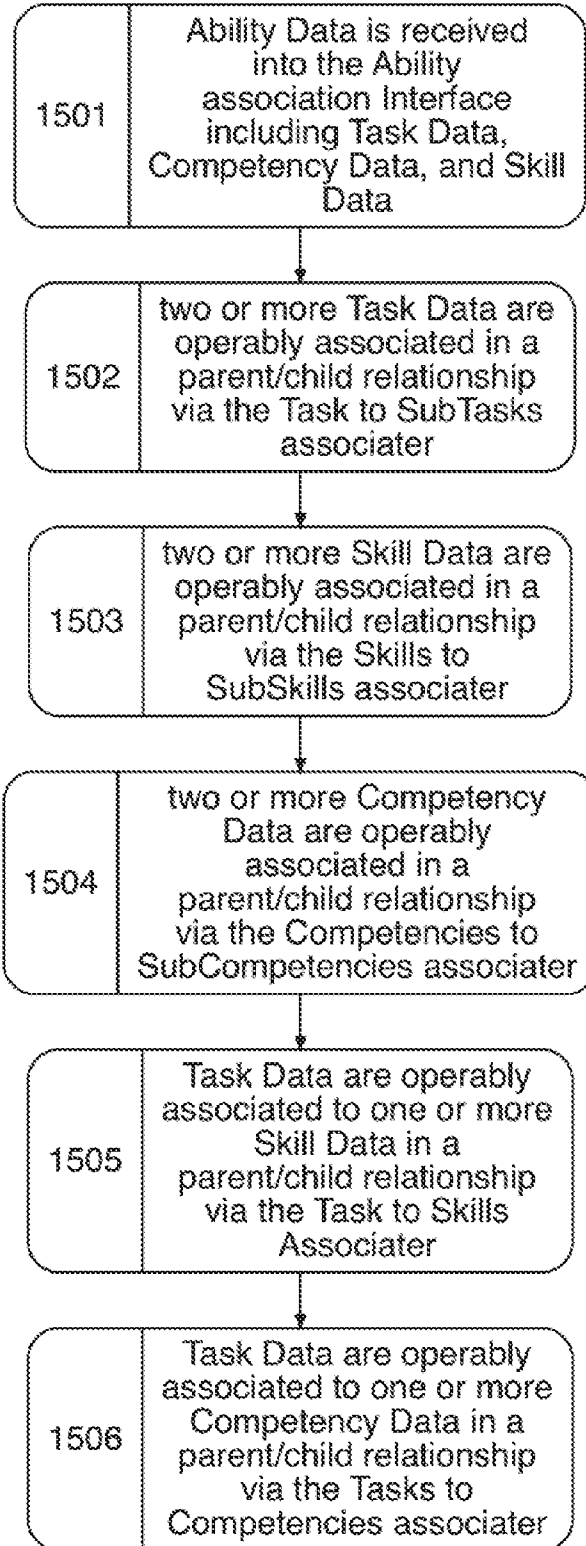 1501
Ability Data is received
into the Ability
association Interface
including Task Data,
Competency Data, and Skill
Data
1502
two or more Task Data are
operably associated in a
parent/child relationship
via the Task to SubTasks
associater
1503
two or more Skill Data are
operably associated in a
parent/child relationship
via the Skills to
SubSkills associater
1504
two or more Competency
Data are operably
associated in a
parent/child relationship
via the Competencies to
SubCompetencies associater
1505
Task Data are operably
associated to one or more
Skill Data in a
parent/child relationship
via the Task to Skills
Associater
1506
Task Data are operably
associated to one or more
Competency Data in a
parent/child relationship
via the Tasks to
Competencies associater